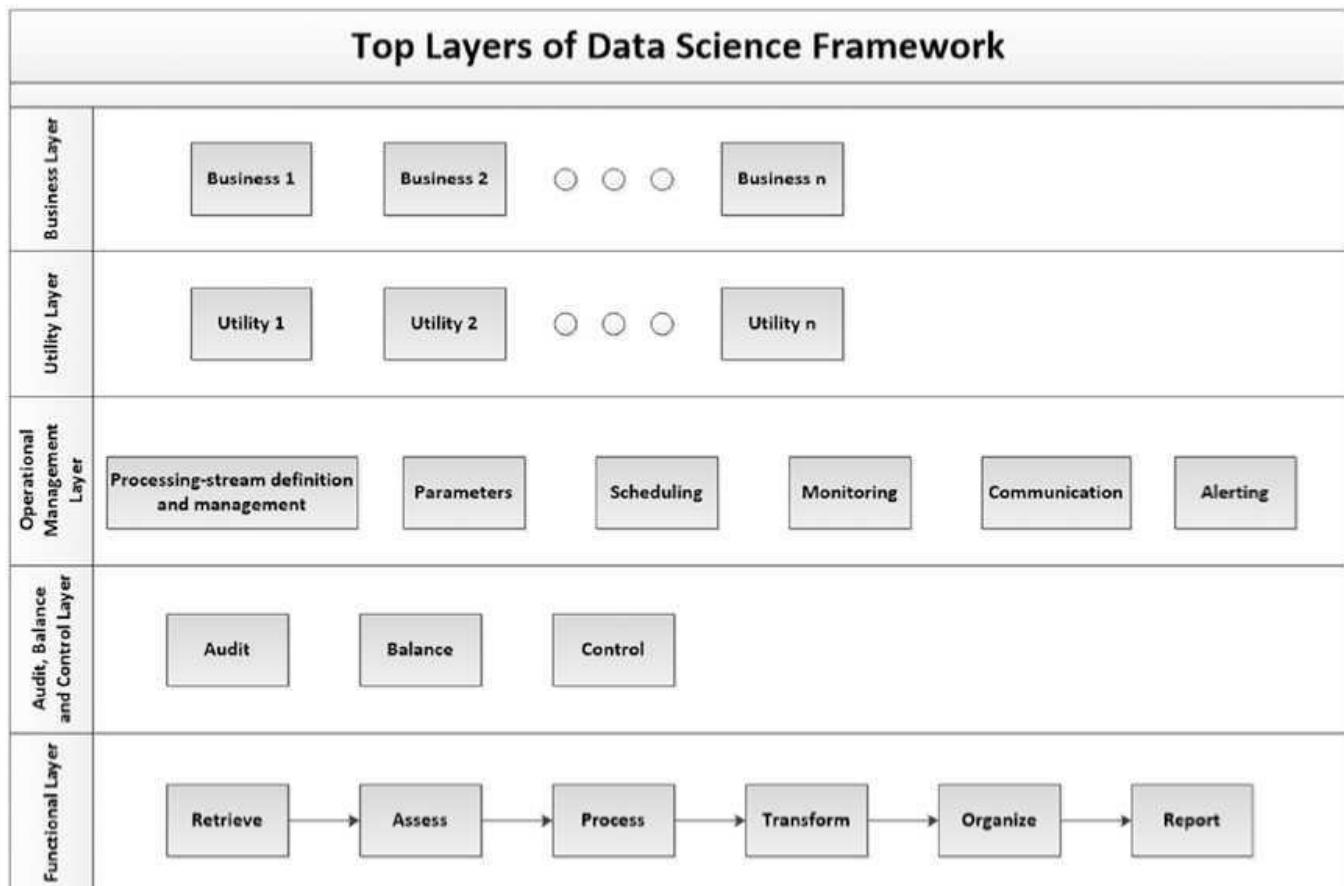 Top Layers of Data Science Framework
Business Layer
Business 1
Business 2
Business n
Utility Layer
Utility 1
Utility 2
Utility n
Operational
Management
Layer
Processing-stream definition
and management
Parameters
Scheduling
Monitoring
Communication
Alerting
Audit, Balance
and Control Layer
Audit
Balance
Control
Functional Layer
Retrieve
Assess
Process
Transform
Organize
Report